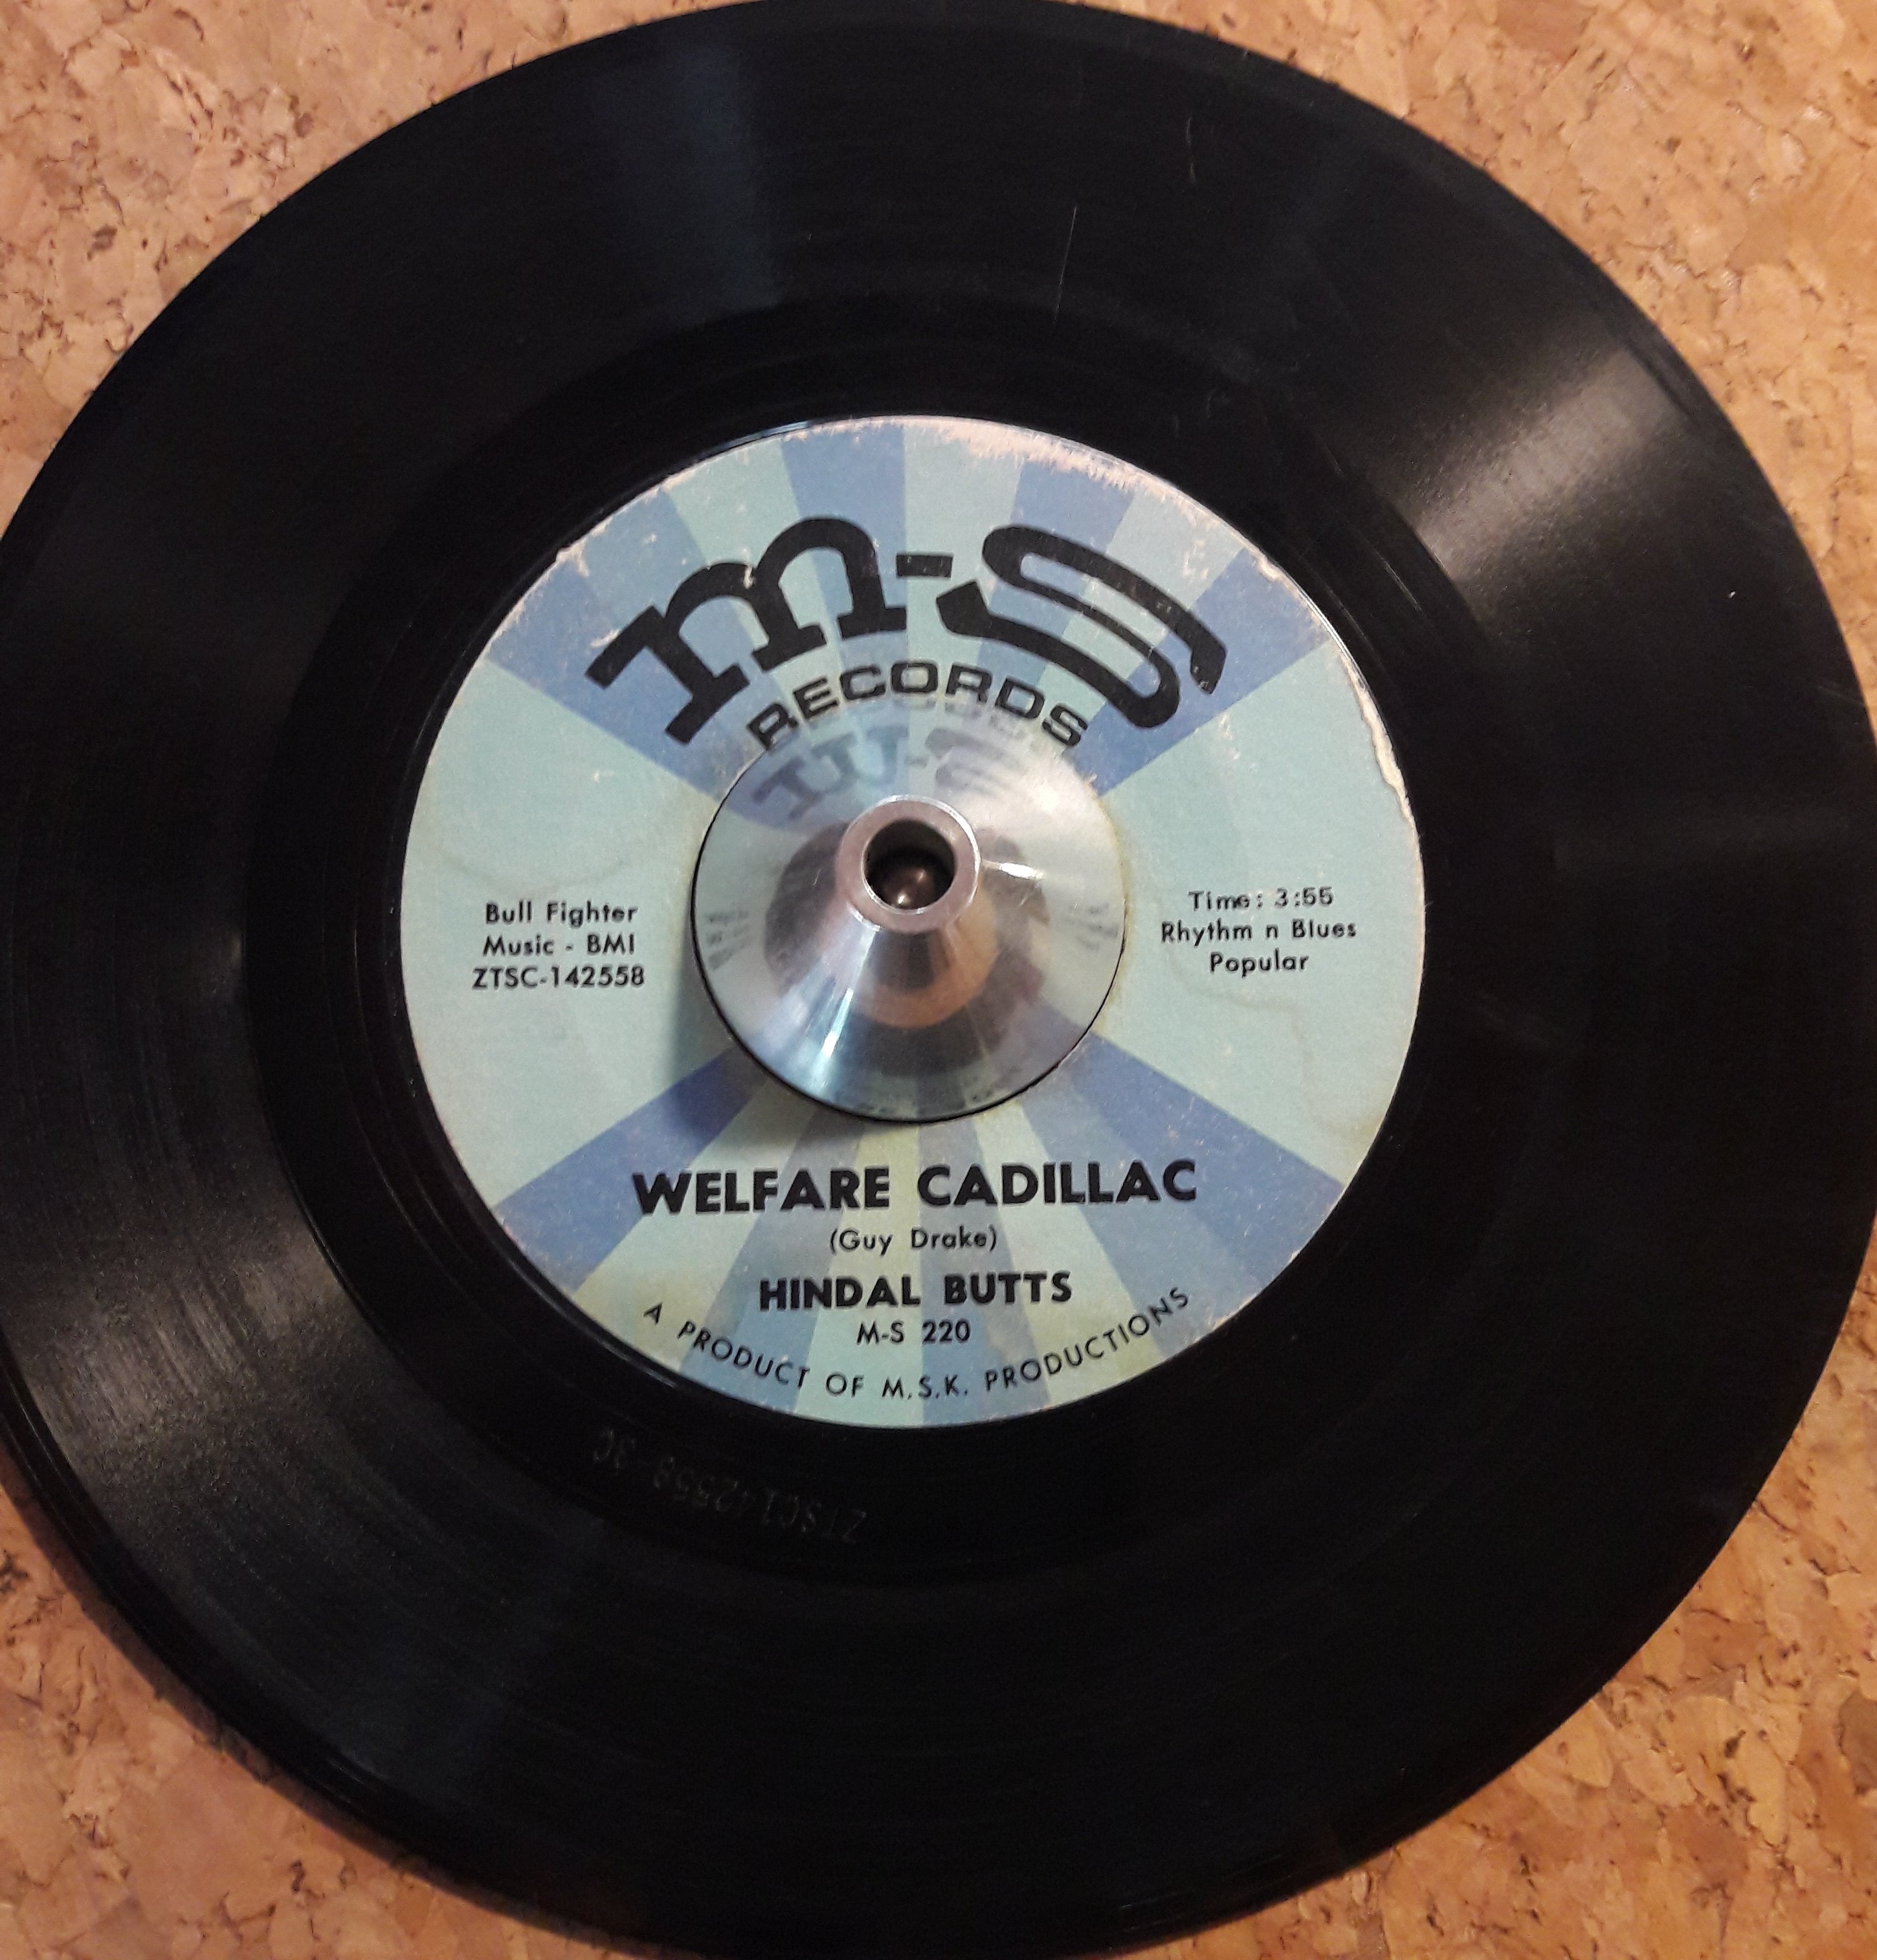 m-S
RECORDS
Bull Fighter
Music - BMI
ZTSC-142558
Time: 3:55
Rhythm n Blues
Popular
WELFARE CADILLAC
(Guy Drake)
HINDAL BUTTS
M-S 220
A PRODUCT OF M.S.K. PRODUCTIONS